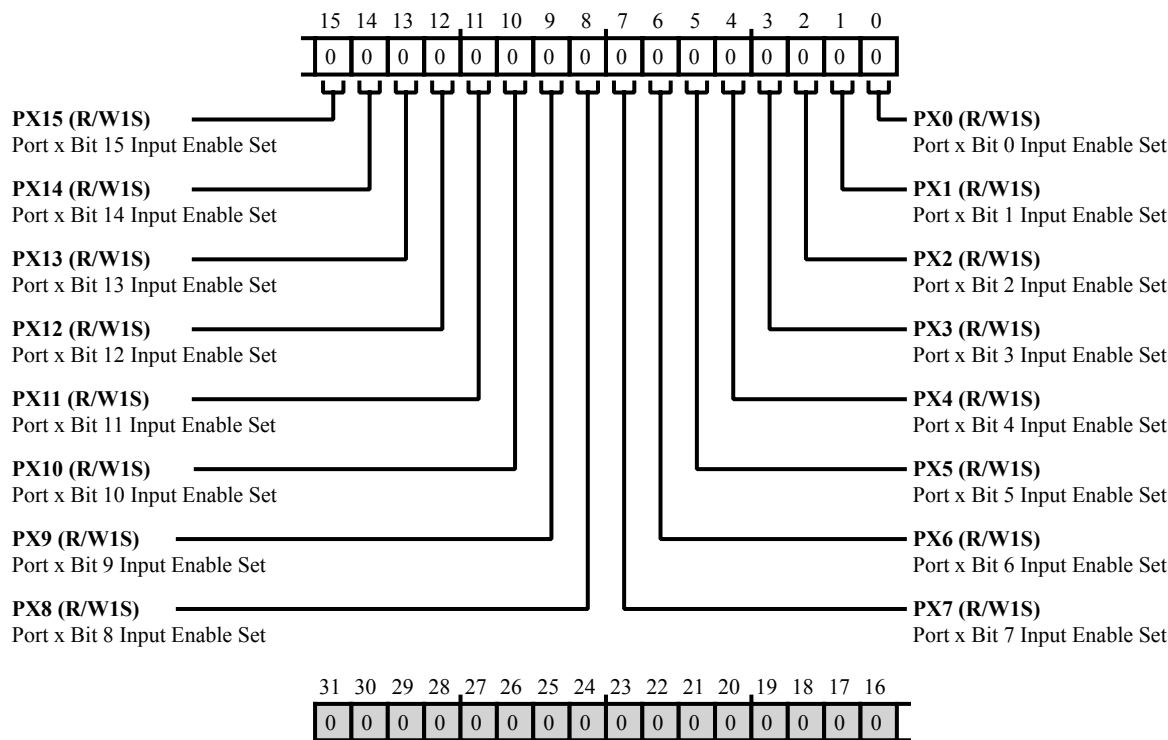 15 14 13 12 11 10 9 8 7 6 5 4 3 2 1 0
0 0 0 0 0 0 0 0 0 0 0 0 0 0 0 0
PX15 (R/W1S)
Port x Bit 15 Input Enable Set
PX14 (R/W1S)
Port x Bit 14 Input Enable Set
PX13 (R/W1S)
Port x Bit 13 Input Enable Set
PX12 (R/W1S)
Port x Bit 12 Input Enable Set
PX11 (R/W1S)
Port x Bit 11 Input Enable Set
PX10 (R/W1S)
Port x Bit 10 Input Enable Set
PX9 (R/W1S)
Port x Bit 9 Input Enable Set
PX8 (R/W1S)
Port x Bit 8 Input Enable Set
PX0 (R/W1S)
Port x Bit 0 Input Enable Set
PX1 (R/W1S)
Port x Bit 1 Input Enable Set
PX2 (R/W1S)
Port x Bit 2 Input Enable Set
PX3 (R/W1S)
Port x Bit 3 Input Enable Set
PX4 (R/W1S)
Port x Bit 4 Input Enable Set
PX5 (R/W1S)
Port x Bit 5 Input Enable Set
PX6 (R/W1S)
Port x Bit 6 Input Enable Set
PX7 (R/W1S)
Port x Bit 7 Input Enable Set
31 30 29 28 27 26 25 24 23 22 21 20 19 18 17 16
0 0 0 0 0 0 0 0 0 0 0 0 0 0 0 0